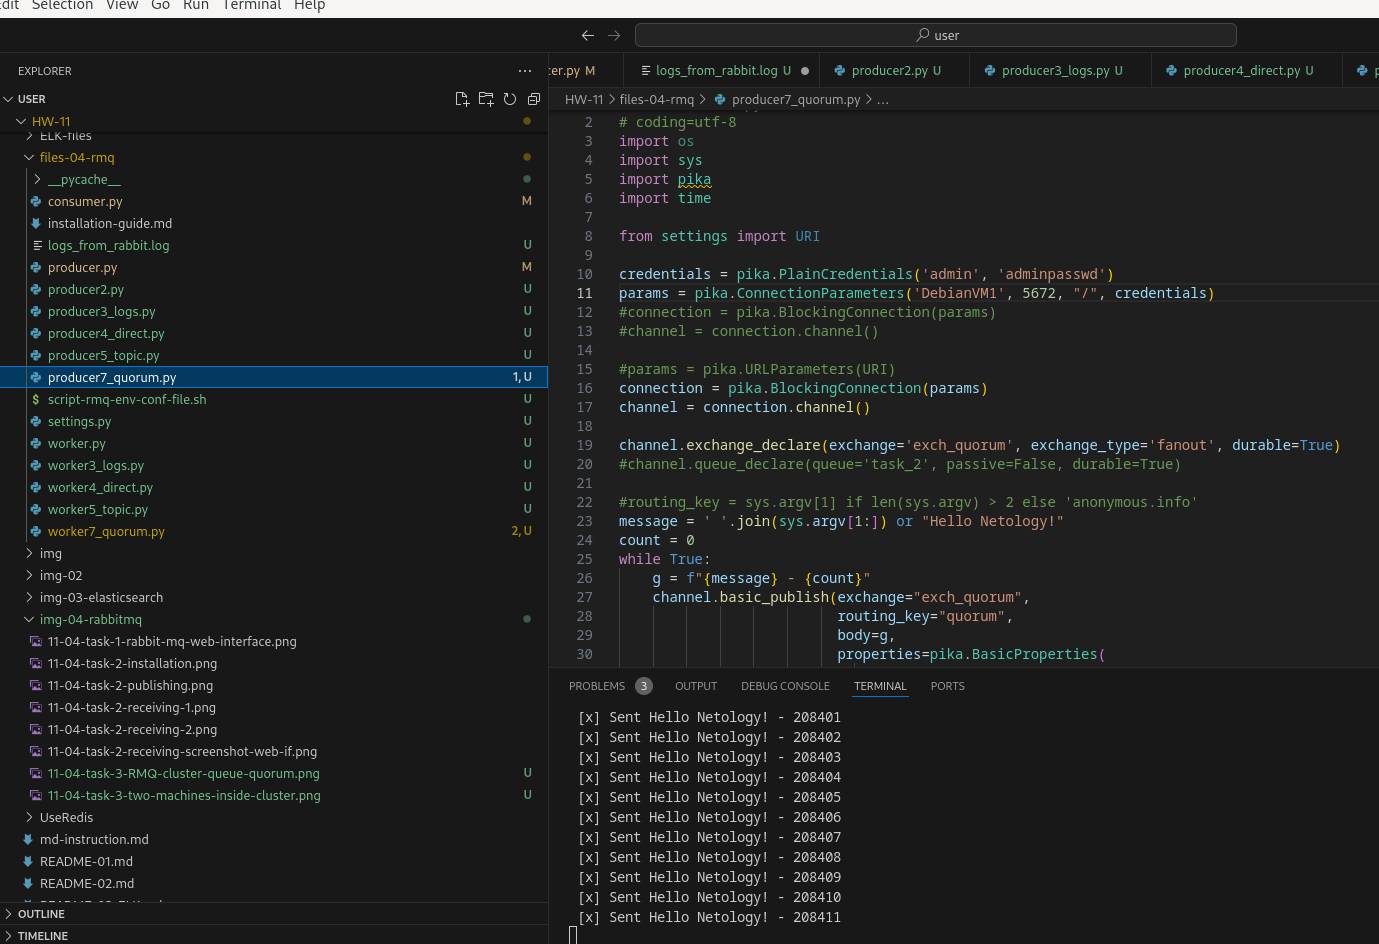 Selection View Go Run Terminal Help
user
EXPLORER
USER
HW-11
ELK-files
files-04-rmq
__pycache__
consumer.py M
installation-guide.md
logs_from_rabbit.log U
producer.py M
producer2.py U
producer3_logs.py U
producer4_direct.py U
producer5_topic.py U
producer7_quorum.py 1, U
script-rmq-env-conf-file.sh U
settings.py U
worker.py U
worker3_logs.py U
worker4_direct.py U
worker5_topic.py U
worker7_quorum.py 2, U
img
img-02
img-03-elasticsearch
img-04-rabbitmq
11-04-task-1-rabbit-mq-web-interface.png
11-04-task-2-installation.png
11-04-task-2-publishing.png
11-04-task-2-receiving-1.png
11-04-task-2-receiving-2.png
11-04-task-2-receiving-screenshot-web-if.png
11-04-task-3-RMQ-cluster-queue-quorum.png U
11-04-task-3-two-machines-inside-cluster.png U
UseRedis
md-instruction.md
README-01.md
README-02.md
OUTLINE
TIMELINE
cer.py M logs_from_rabbit.log U producer2.py U producer3_logs.py U producer4_direct.py U
HW-11 > files-04-rmq > producer7_quorum.py > ...
2 # coding=utf-8
3 import os
4 import sys
5 import pika
6 import time
7
8 from settings import URI
9
10 credentials = pika.PlainCredentials('admin', 'adminpasswd')
11 params = pika.ConnectionParameters('DebianVM1', 5672, "/", credentials)
12 #connection = pika.BlockingConnection(params)
13 #channel = connection.channel()
14
15 #params = pika.URLParameters(URI)
16 connection = pika.BlockingConnection(params)
17 channel = connection.channel()
18
19 channel.exchange_declare(exchange='exch_quorum', exchange_type='fanout', durable=True)
20 #channel.queue_declare(queue='task_2', passive=False, durable=True)
21
22 #routing_key = sys.argv[1] if len(sys.argv) > 2 else 'anonymous.info'
23 message = ' '.join(sys.argv[1:]) or "Hello Netology!"
24 count = 0
25 while True:
26 g = f"{message} - {count}"
27 channel.basic_publish(exchange="exch_quorum",
28 routing_key="quorum",
29 body=g,
30 properties=pika.BasicProperties(
PROBLEMS 3 OUTPUT DEBUG CONSOLE TERMINAL PORTS
[x] Sent Hello Netology! - 208401
[x] Sent Hello Netology! - 208402
[x] Sent Hello Netology! - 208403
[x] Sent Hello Netology! - 208404
[x] Sent Hello Netology! - 208405
[x] Sent Hello Netology! - 208406
[x] Sent Hello Netology! - 208407
[x] Sent Hello Netology! - 208408
[x] Sent Hello Netology! - 208409
[x] Sent Hello Netology! - 208410
[x] Sent Hello Netology! - 208411